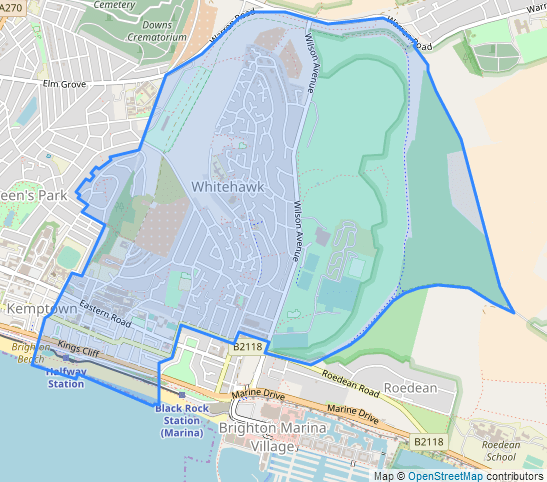 A270
Cemetery
Downs
Crematorium
Warren Road
Warren Road
Warr
Elm Grove
Wilson Avenue
Whitehawk
een's Park
Wilson Avenue
Kemptown
Eastern Road
Kings Cliff
Brighton
Beach
Halfway
Station
B2118
Roedean Road
Roedean
Marine Drive
Black Rock
Station
(Marina)
Marine Drive
Brighton Marina
Village
B2118
Roedean
School
Map © OpenStreetMap contributors